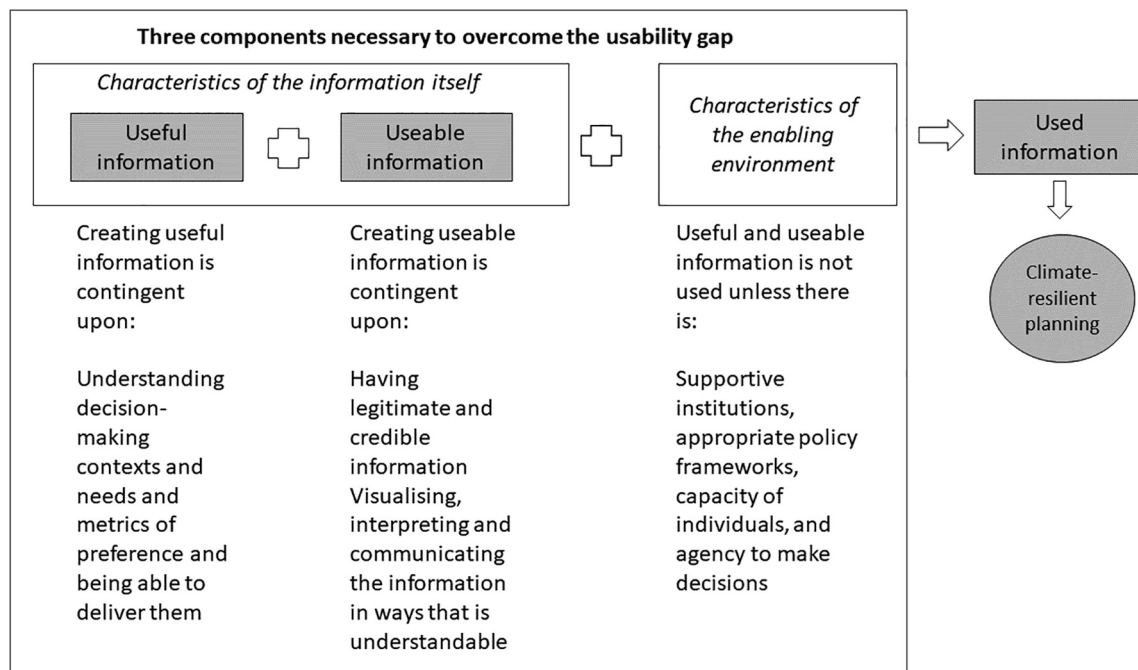 Three components necessary to overcome the usability gap
Characteristics of the information itself
Useful
information
Useable
information
Characteristics of
the enabling
environment
Used
information
Climate-
resilient
planning
Creating useful
information is
contingent
upon:
Understanding
decision-
making
contexts and
needs and
metrics of
preference and
being able to
deliver them
Creating useable
information is
contingent
upon:
Having
legitimate and
credible
information
Visualising,
interpreting and
communicating
the information
in ways that is
understandable
Useful and useable
information is not
used unless there
is:
Supportive
institutions,
appropriate policy
frameworks,
capacity of
individuals, and
agency to make
decisions